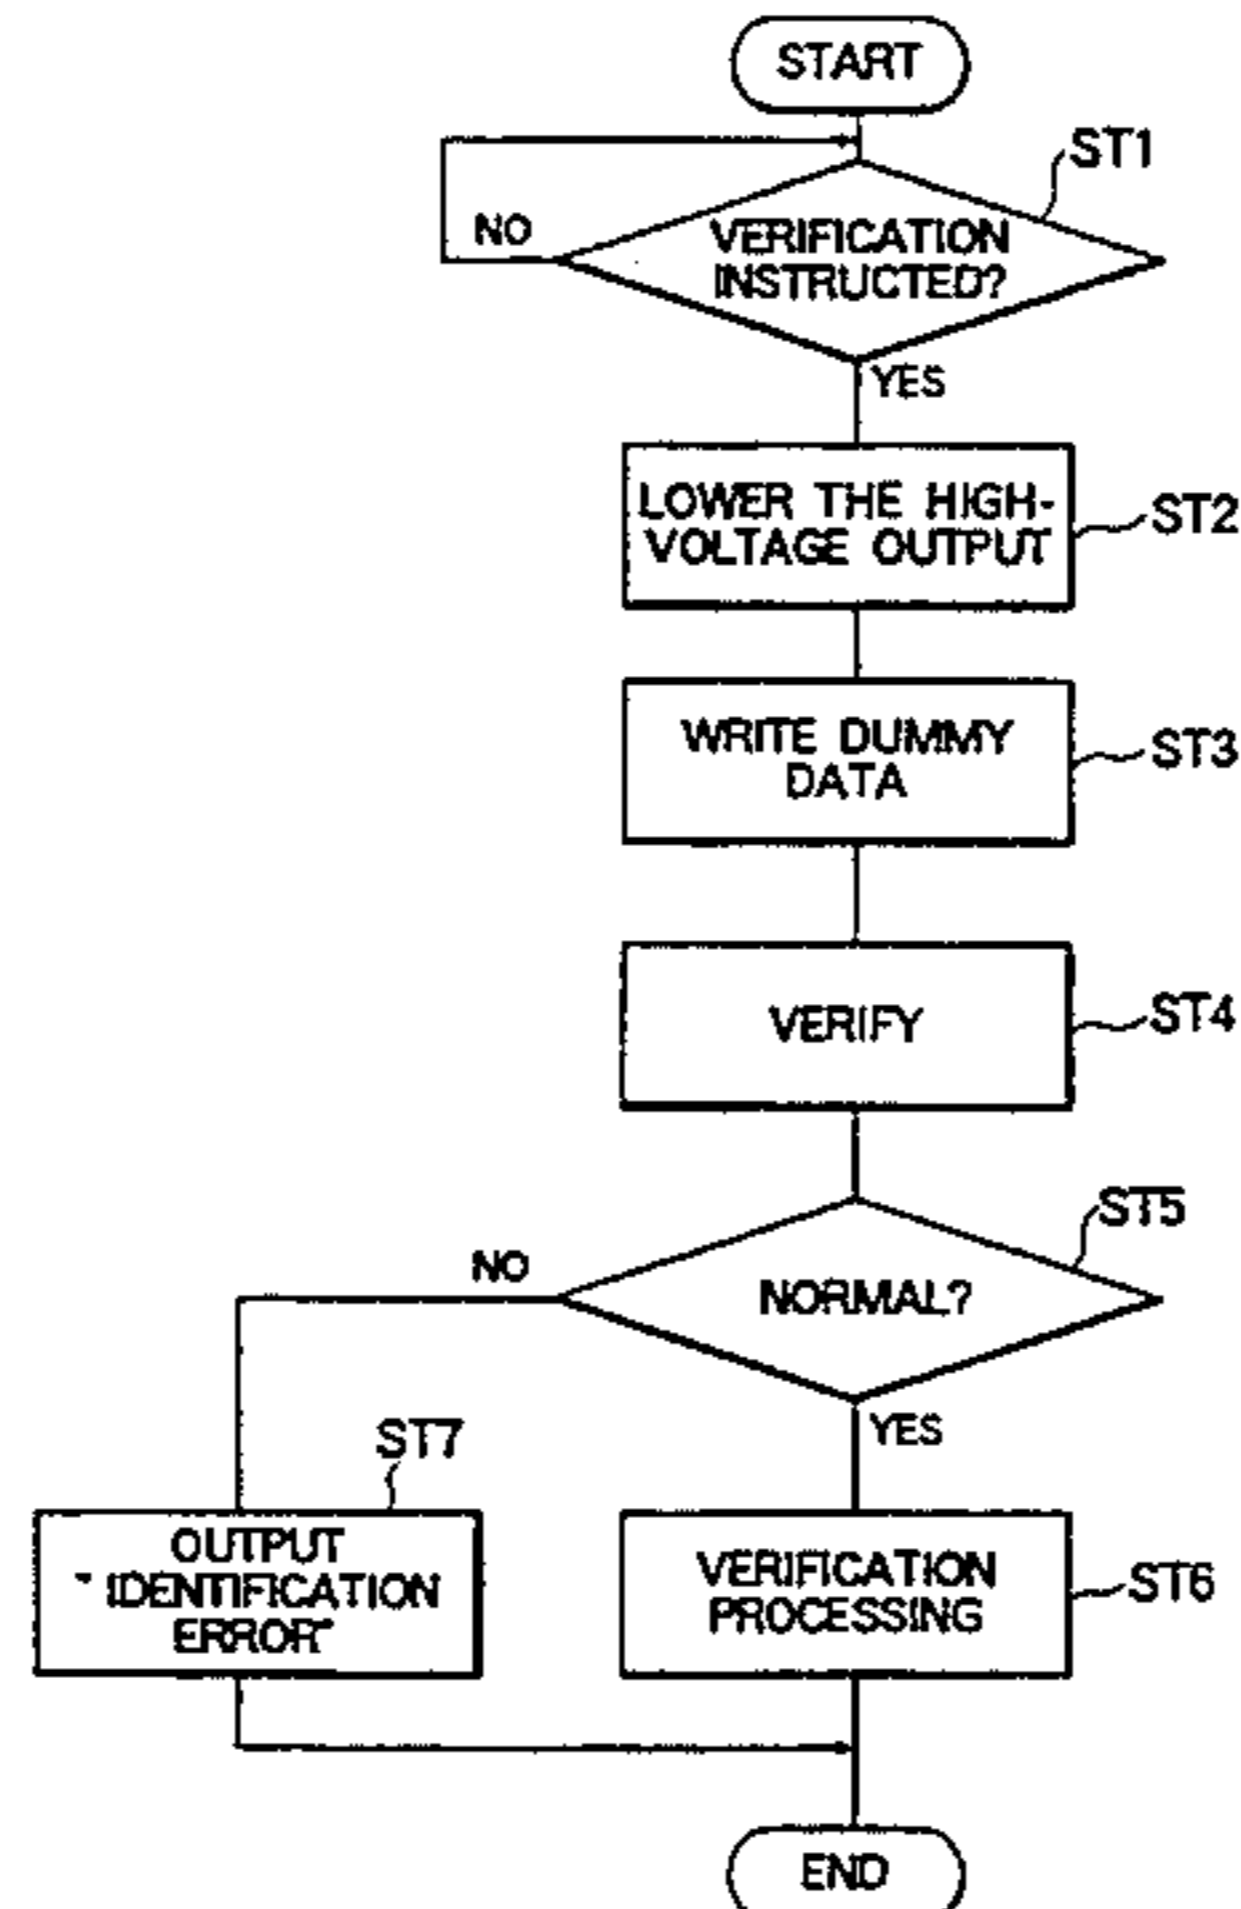 START
ST1
NO
VERIFICATION
INSTRUCTED?
YES
LOWER THE HIGH-
VOLTAGE OUTPUT
ST2
WRITE DUMMY
DATA
ST3
VERIFY
ST4
ST5
NO
NORMAL?
YES
ST7
OUTPUT
"IDENTIFICATION
ERROR"
VERIFICATION
PROCESSING
ST6
END